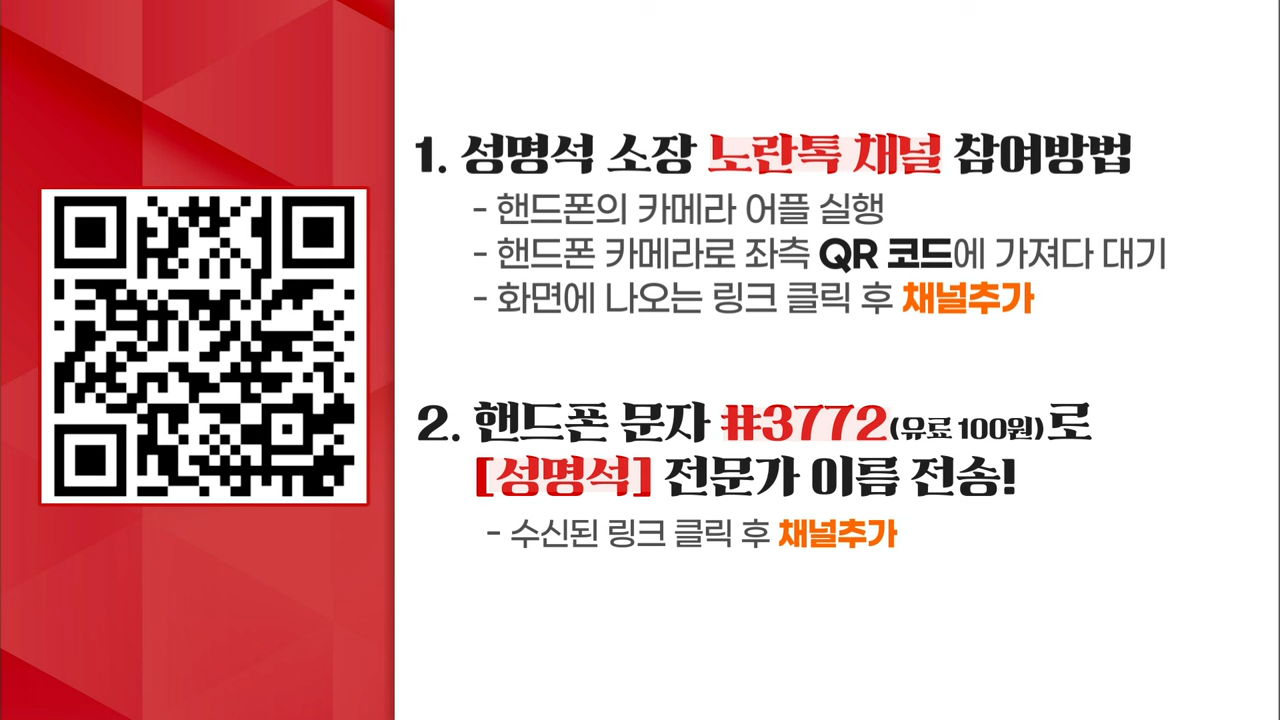 1. 성명석 소장 노란톡 채널 참여방법
- 핸드폰의 카메라 어플 실행
- 핸드폰 카메라로 좌측 QR 코드에 가져다 대기
- 화면에 나오는 링크 클릭 후 채널추가
2. 핸드폰 문자 #3772(유료 100원)로
[성명석] 전문가 이름 전송!
- 수신된 링크 클릭 후 채널추가